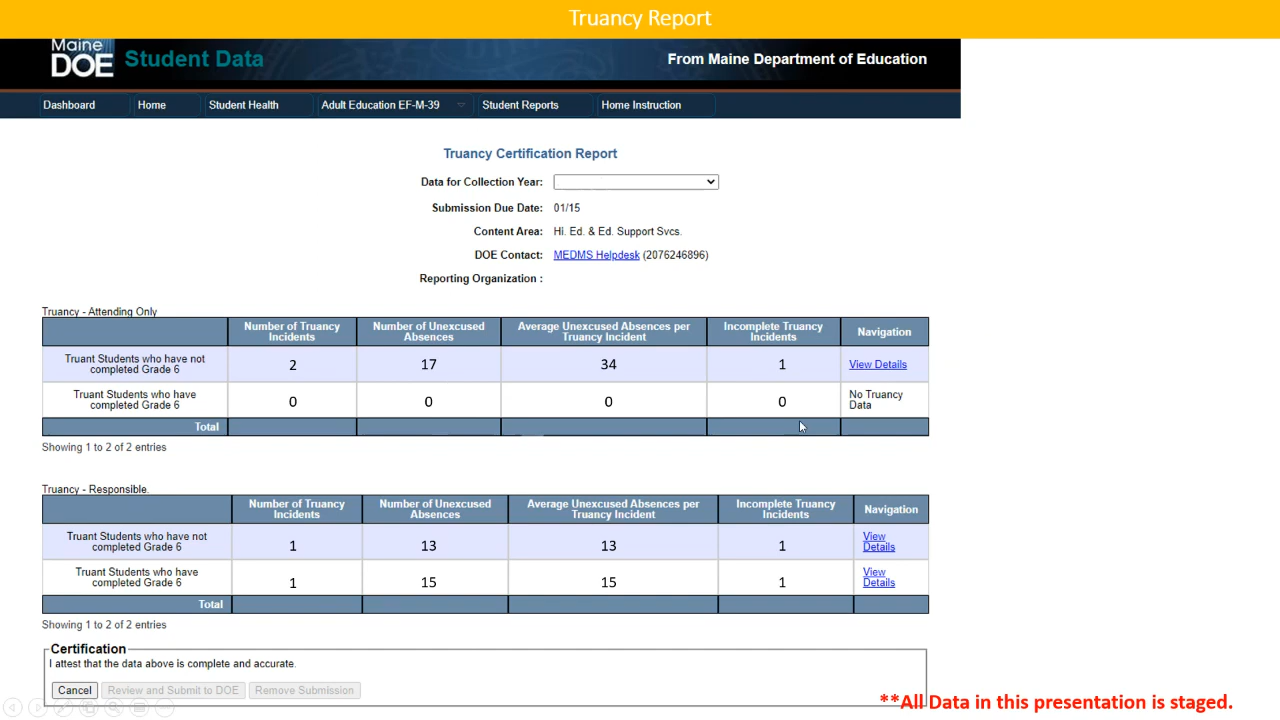 Truancy Report
Maine
DOE Student Data
From Maine Department of Education
Dashboard Home Student Health Adult Education EF-M-39 Student Reports Home Instruction
Truancy Certification Report
Data for Collection Year:
Submission Due Date: 01/15
Content Area: Hi. Ed. & Ed. Support Svcs.
DOE Contact: MEDMS Helpdesk (2076246896)
Reporting Organization :
Truancy - Attending Only
Number of Truancy Incidents Number of Unexcused Absences Average Unexcused Absences per Truancy Incident Incomplete Truancy Incidents Navigation
Truant Students who have not completed Grade 6 2 17 34 1 View Details
Truant Students who have completed Grade 6 0 0 0 0 No Truancy Data
Total
Showing 1 to 2 of 2 entries
Truancy - Responsible.
Number of Truancy Incidents Number of Unexcused Absences Average Unexcused Absences per Truancy Incident Incomplete Truancy Incidents Navigation
Truant Students who have not completed Grade 6 1 13 13 1 View Details
Truant Students who have completed Grade 6 1 15 15 1 View Details
Total
Showing 1 to 2 of 2 entries
Certification
I attest that the data above is complete and accurate.
Cancel Review and Submit to DOE Remove Submission
**All Data in this presentation is staged.